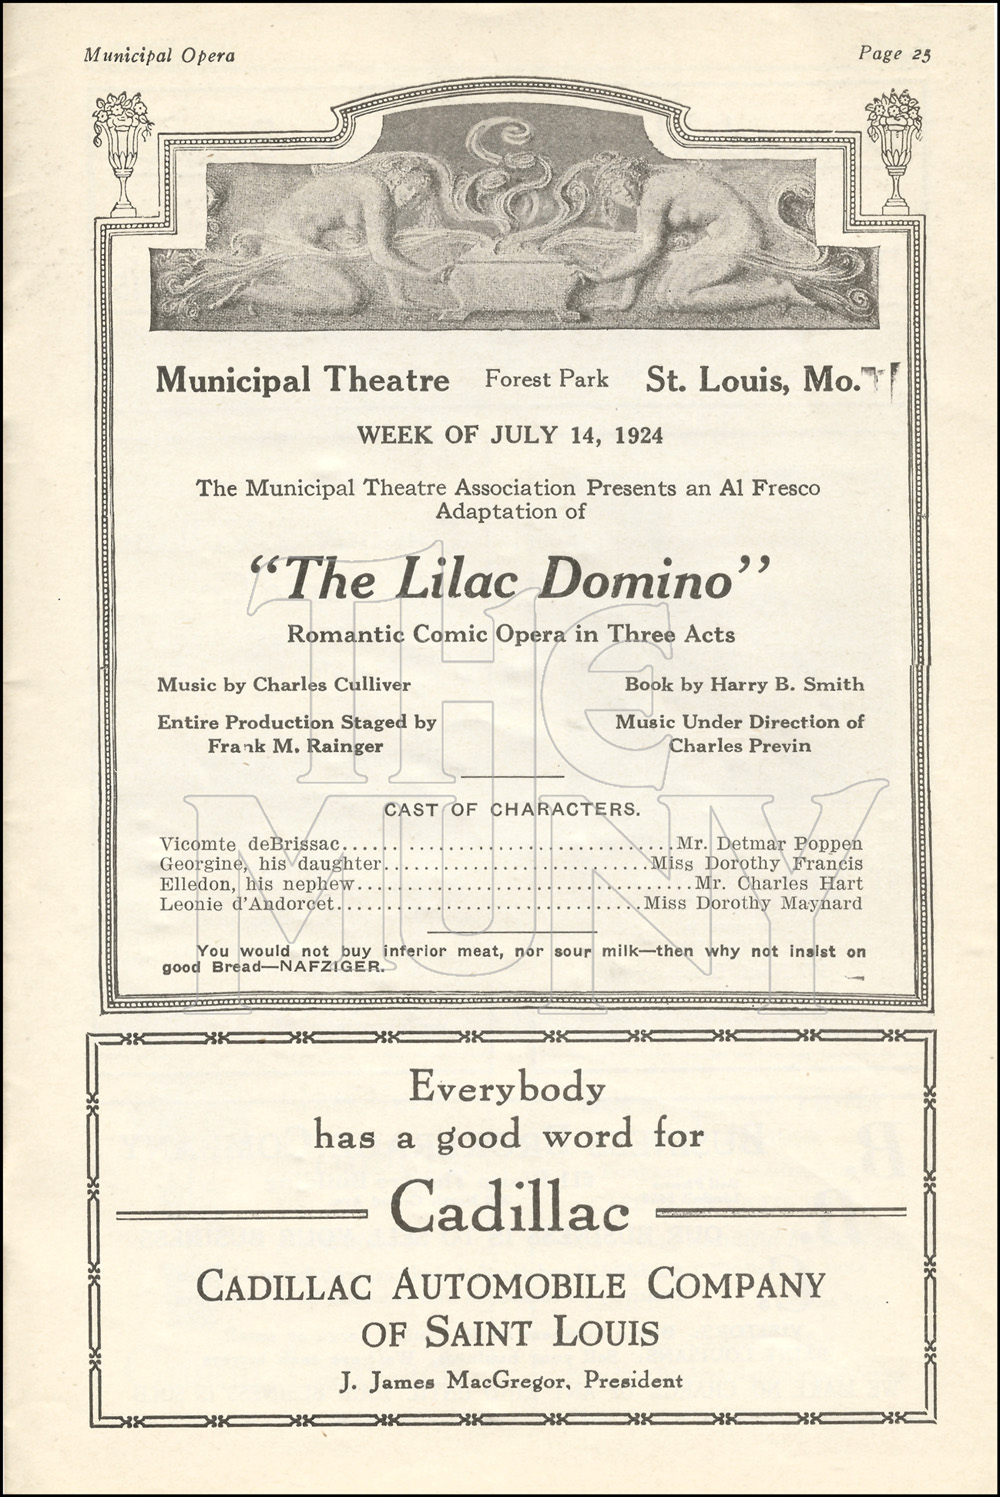 Municipal Opera
Page 25
Municipal Theatre Forest Park St. Louis, Mo.
WEEK OF JULY 14, 1924
The Municipal Theatre Association Presents an Al Fresco
Adaptation of
“The Lilac Domino”
Romantic Comic Opera in Three Acts
Music by Charles Culliver
Book by Harry B. Smith
Entire Production Staged by
Frank M. Rainger
Music Under Direction of
Charles Previn
CAST OF CHARACTERS.
Vicomte deBrissac........................................Mr. Detmar Poppen
Georgine, his daughter................................Miss Dorothy Francis
Elledon, his nephew........................................Mr. Charles Hart
Leonie d'Andorcet.....................................Miss Dorothy Maynard
You would not buy inferior meat, nor sour milk—then why not insist on
good Bread—NAFZIGER.
THE
MUNY
Everybody
has a good word for
Cadillac
CADILLAC AUTOMOBILE COMPANY
OF SAINT LOUIS
J. James MacGregor, President